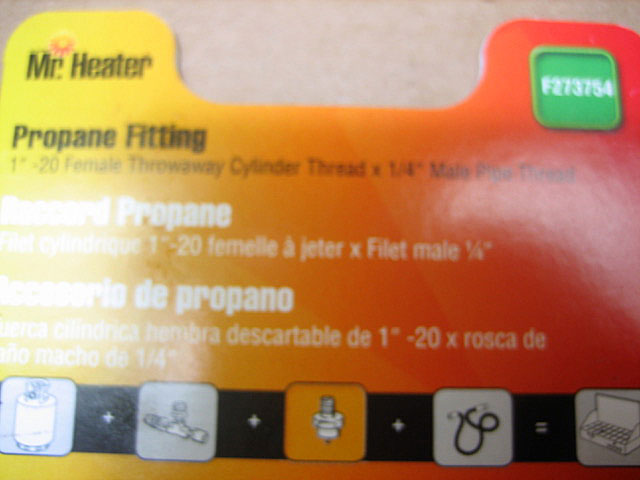 Mr. Heater
F273754
Propane Fitting
1" -20 Female Throwaway Cylinder Thread x 1/4" Male Pipe Thread
Raccord Propane
Filet cylindrique 1"-20 femelle à jeter x Filet male ¼"
Accesorio de propano
uerca cilíndrica hembra descartable de 1" -20 x rosca de
año macho de 1/4"
+ + + =